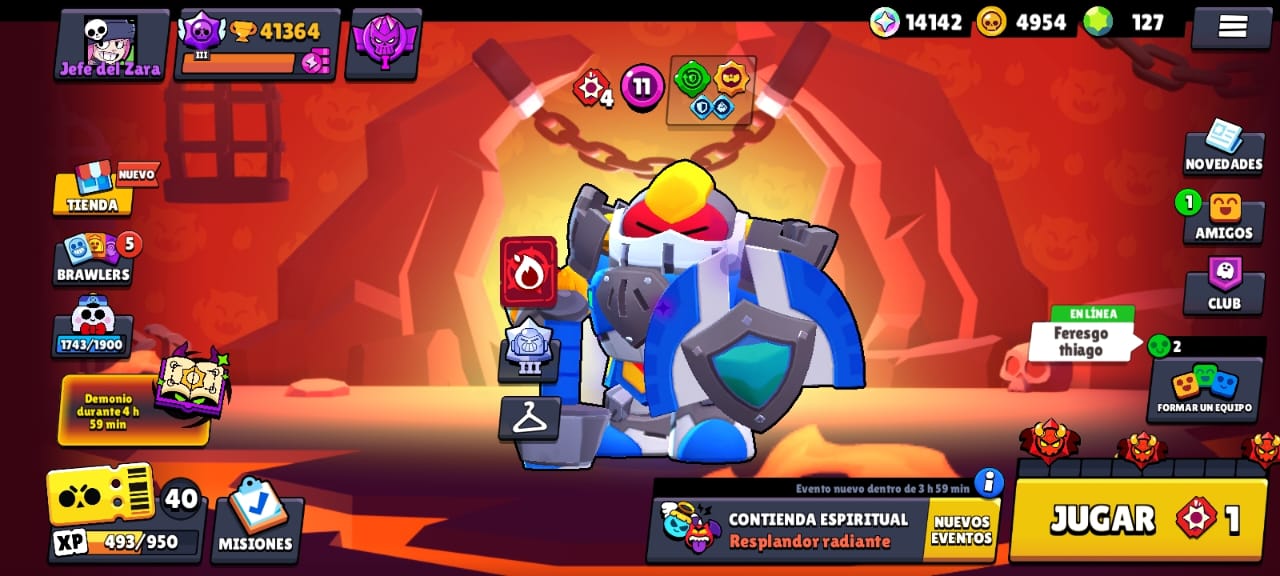 Jefe del Zara
III
41364
I
14142
4954
127
4
11
NUEVO
TIENDA
5
BRAWLERS
1743/1900
Demonio
durante 4 h
59 min
40
XP
493/950
MISIONES
III
NOVEDADES
1
AMIGOS
CLUB
EN LÍNEA
Feresgo
thiago
2
FORMAR UN EQUIPO
Evento nuevo dentro de 3 h 59 min
i
CONTIENDA ESPIRITUAL
Resplandor radiante
NUEVOS
EVENTOS
JUGAR
1